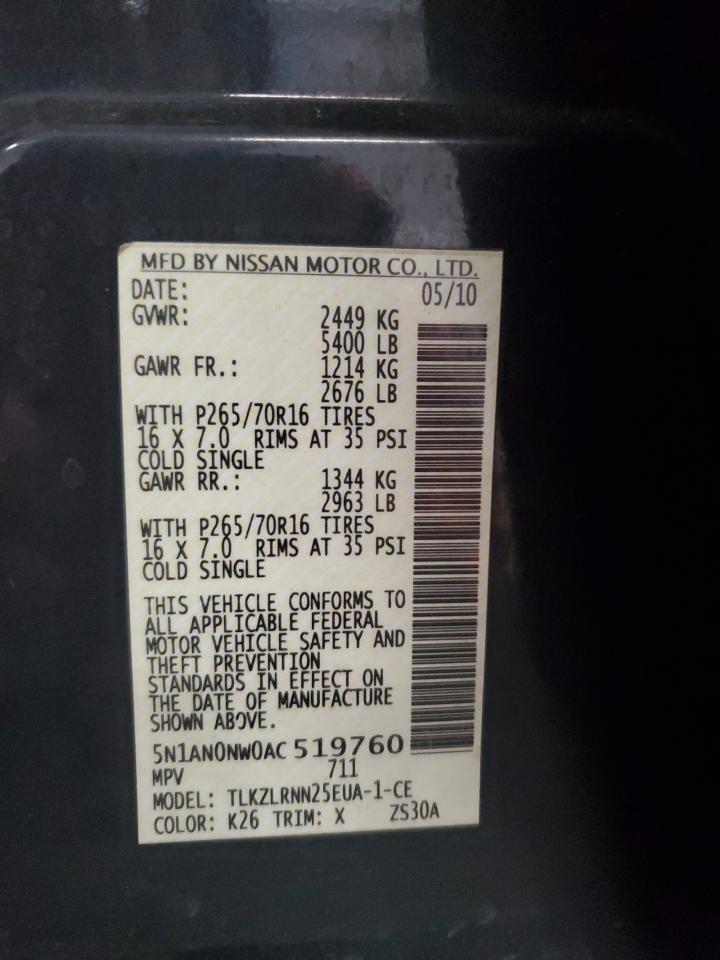 MFD BY NISSAN MOTOR CO., LTD.
DATE: 05/10
GVWR: 2449 KG
5400 LB
GAWR FR.: 1214 KG
2676 LB
WITH P265/70R16 TIRES
16 X 7.0 RIMS AT 35 PSI
COLD SINGLE
GAWR RR.: 1344 KG
2963 LB
WITH P265/70R16 TIRES
16 X 7.0 RIMS AT 35 PSI
COLD SINGLE
THIS VEHICLE CONFORMS TO
ALL APPLICABLE FEDERAL
MOTOR VEHICLE SAFETY AND
THEFT PREVENTION
STANDARDS IN EFFECT ON
THE DATE OF MANUFACTURE
SHOWN ABOVE.
5N1AN0NW0AC 519760
MPV 711
MODEL: TLKZLRNN25EUA-1-CE
COLOR: K26 TRIM: X ZS30A